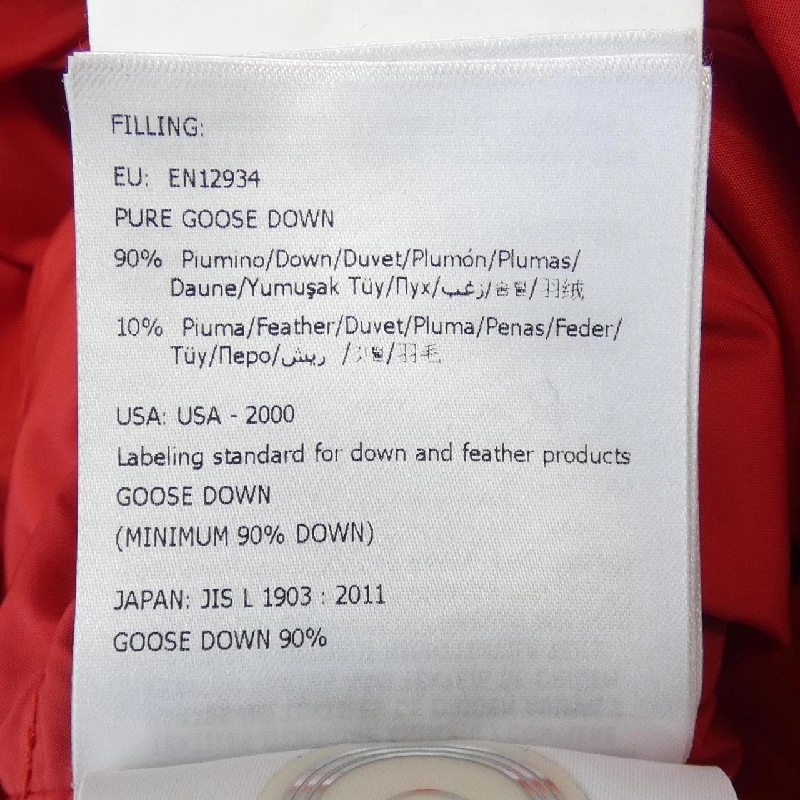 FILLING:
EU: EN12934
PURE GOOSE DOWN
90% Piumino/Down/Duvet/Plumón/Plumas/
Daune/Yumuşak Tüy/Пух/زغب/솜털/羽绒
10% Piuma/Feather/Duvet/Pluma/Penas/Feder/
Tüy/Перо/ریش /깃털/羽毛
USA: USA - 2000
Labeling standard for down and feather products
GOOSE DOWN
(MINIMUM 90% DOWN)
JAPAN: JIS L 1903 : 2011
GOOSE DOWN 90%